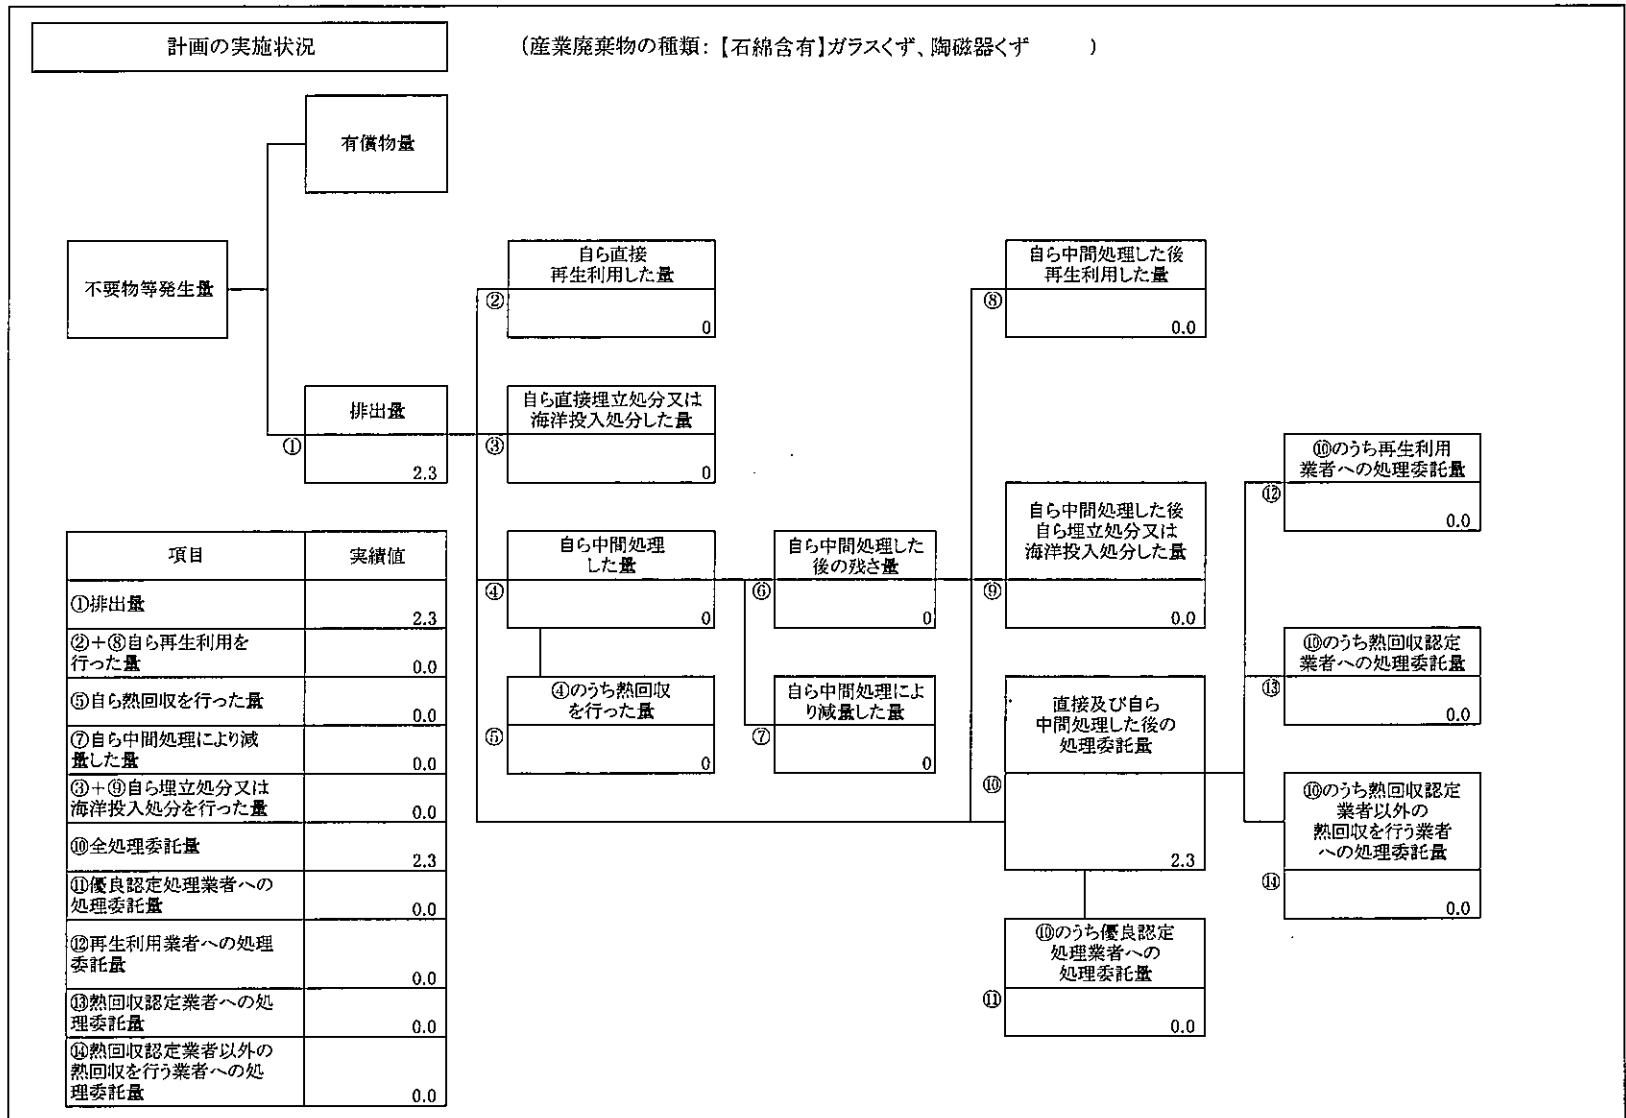 計画の実施状況
(産業廃棄物の種類:【石綿含有】ガラスくず、陶磁器くず　　　)
有償物量
不要物等発生量
自ら直接
再生利用した量
②
0
自ら中間処理した後
再生利用した量
⑧
0.0
排出量
①
2.3
自ら直接埋立処分又は
海洋投入処分した量
③
0
⑩のうち再生利用
業者への処理委託量
⑫
0.0
自ら中間処理
した量
④
0
自ら中間処理した
後の残さ量
⑥
0
自ら中間処理した後
自ら埋立処分又は
海洋投入処分した量
⑨
0.0
⑩のうち熱回収認定
業者への処理委託量
⑬
0.0
④のうち熱回収
を行った量
⑤
0
自ら中間処理によ
り減量した量
⑦
0
直接及び自ら
中間処理した後の
処理委託量
⑩
2.3
⑩のうち熱回収認定
業者以外の
熱回収を行う業者
への処理委託量
⑭
0.0
⑩のうち優良認定
処理業者への
処理委託量
⑪
0.0
項目　実績値
①排出量
2.3
②+⑧自ら再生利用を
行った量
0.0
⑤自ら熱回収を行った量
0.0
⑦自ら中間処理により減
量した量
0.0
③+⑨自ら埋立処分又は
海洋投入処分を行った量
0.0
⑩全処理委託量
2.3
⑪優良認定処理業者への
処理委託量
0.0
⑫再生利用業者への処理
委託量
0.0
⑬熱回収認定業者への処
理委託量
0.0
⑭熱回収認定業者以外の
熱回収を行う業者への処
理委託量
0.0